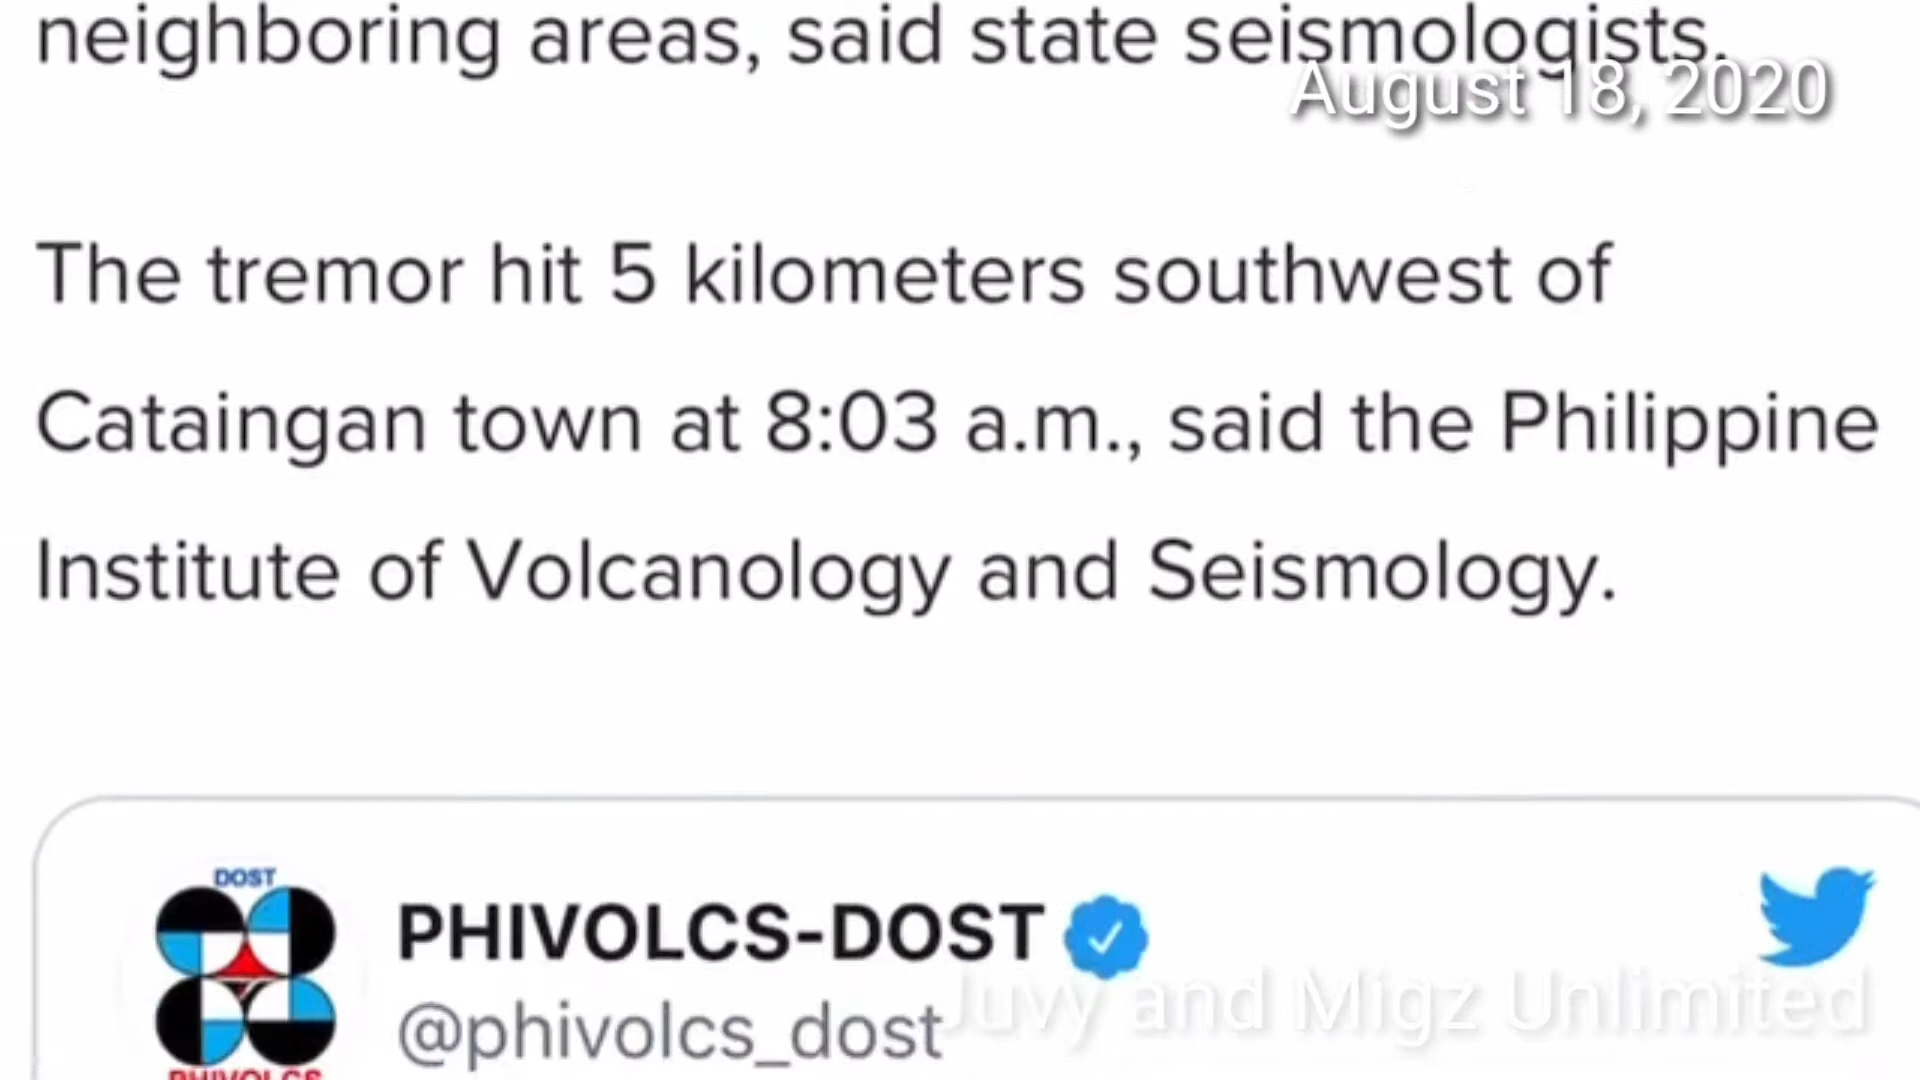 neighboring areas, said state seismologists.
August 18, 2020
The tremor hit 5 kilometers southwest of
Cataingan town at 8:03 a.m., said the Philippine
Institute of Volcanology and Seismology.
DOST
PHIVOLCS-DOST
@phivolcs_dost
Juvy and Migz Unlimited
PHIVOLCS